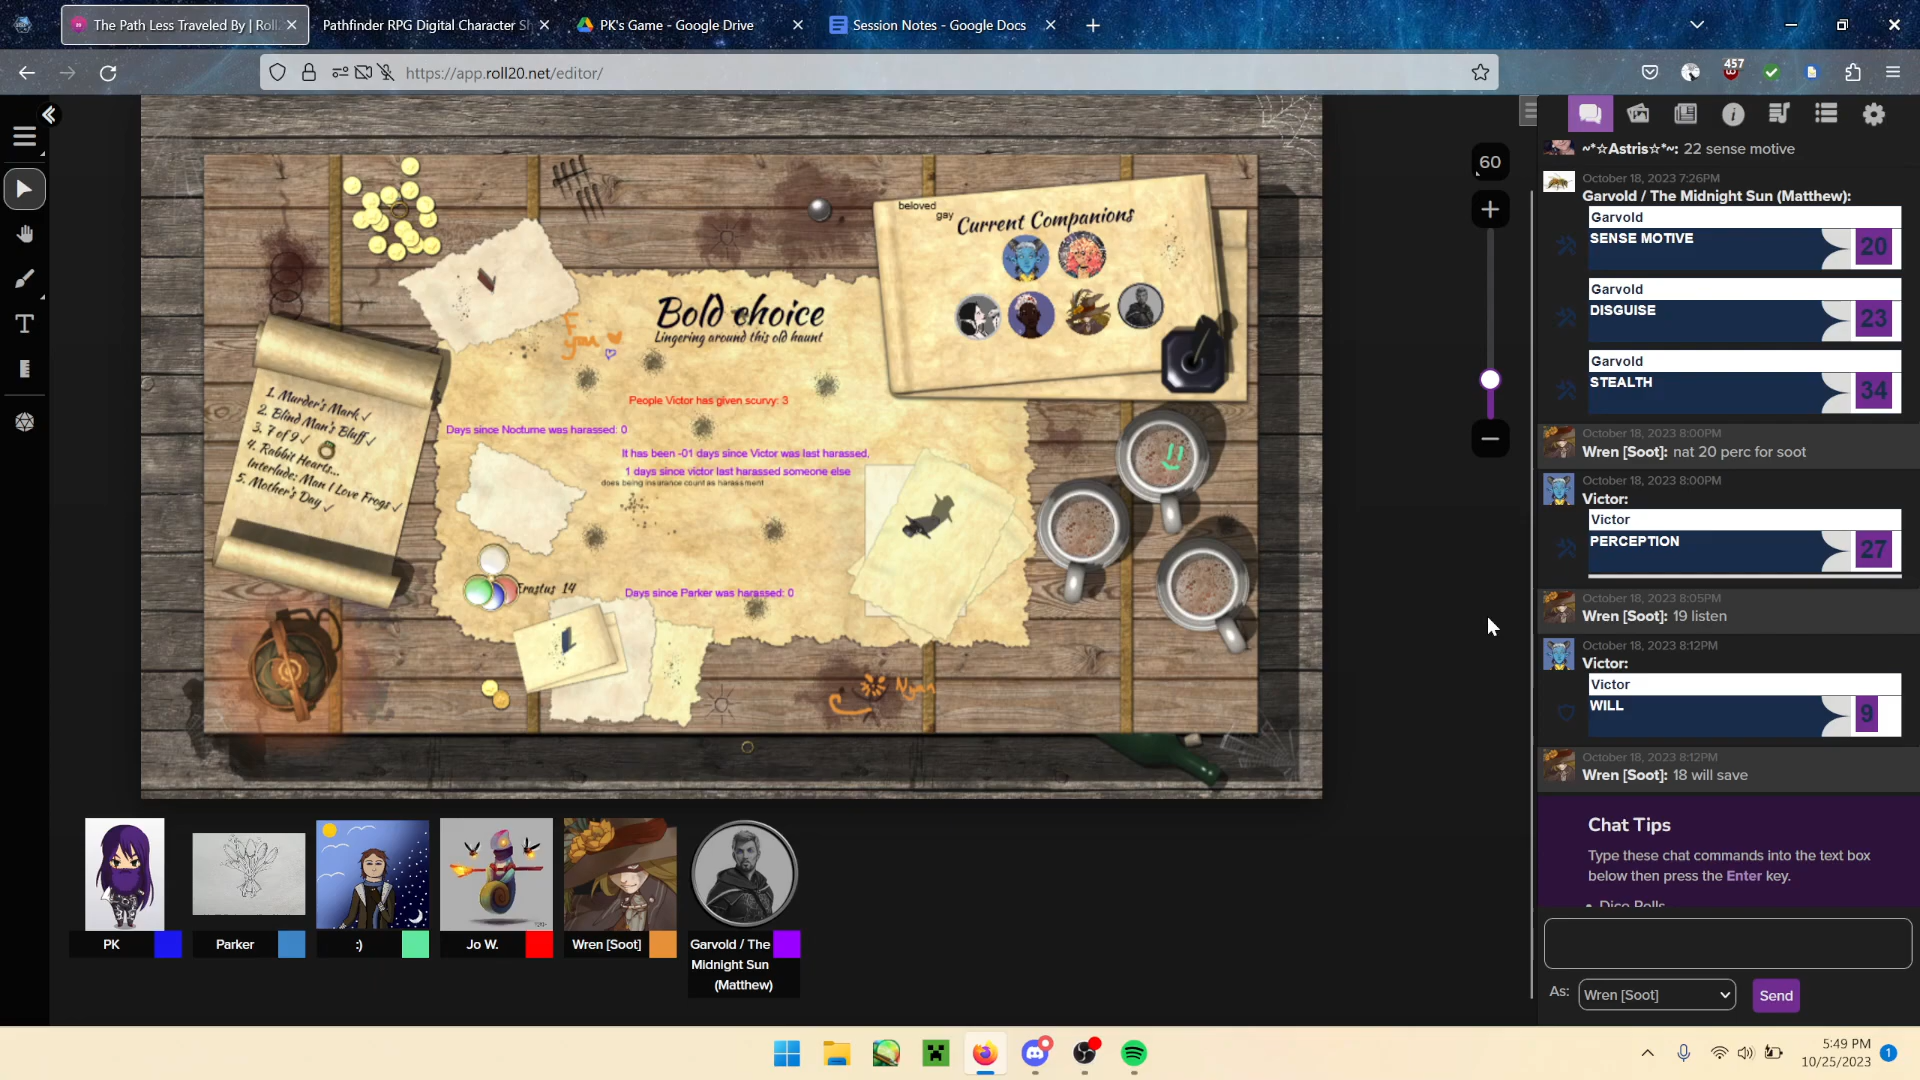 The Path Less Traveled By | Roll
Pathfinder RPG Digital Character Sh
PK's Game - Google Drive
Session Notes - Google Docs
https://app.roll20.net/editor/
457
60
beloved
gay
Current Companions
Bold choice
Lingering around this old haunt
F
you
People Victor has given scurvy: 3
Days since Nocturne was harassed: 0
It has been -01 days since Victor was last harassed,
1 days since victor last harassed someone else
does being insurance count as harassment
1. Murder's Mark ✓
2. Blind Man's Bluff ✓
3. 7 of 9 ✓
4. Rabbit Hearts...
Interlude: Man I Love Frogs ✓
5. Mother's Day ✓
Erastus 14
Days since Parker was harassed: 0
Nyan
PK
Parker
:)
Jo W.
Wren [Soot]
Garvold / The
Midnight Sun
(Matthew)
~*☆Astris☆*~: 22 sense motive
October 18, 2023 7:26PM
Garvold / The Midnight Sun (Matthew):
Garvold
SENSE MOTIVE
20
Garvold
DISGUISE
23
Garvold
STEALTH
34
October 18, 2023 8:00PM
Wren [Soot]: nat 20 perc for soot
October 18, 2023 8:00PM
Victor:
Victor
PERCEPTION
27
October 18, 2023 8:05PM
Wren [Soot]: 19 listen
October 18, 2023 8:12PM
Victor:
Victor
WILL
9
October 18, 2023 8:12PM
Wren [Soot]: 18 will save
Chat Tips
Type these chat commands into the text box
below then press the Enter key.
• Dice Rolls
As:
Wren [Soot]
Send
5:49 PM
10/25/2023
1